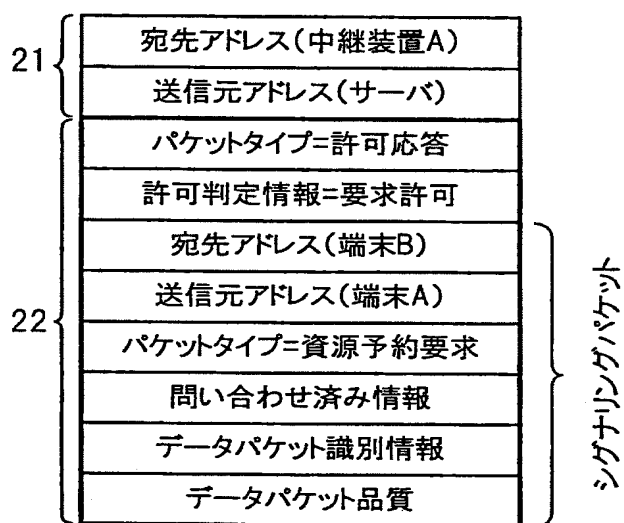 21
宛先アドレス(中継装置A)
送信元アドレス(サーバ)
22
パケットタイプ=許可応答
許可判定情報=要求許可
宛先アドレス(端末B)
送信元アドレス(端末A)
パケットタイプ=資源予約要求
問い合わせ済み情報
データパケット識別情報
データパケット品質
シグナリングパケット